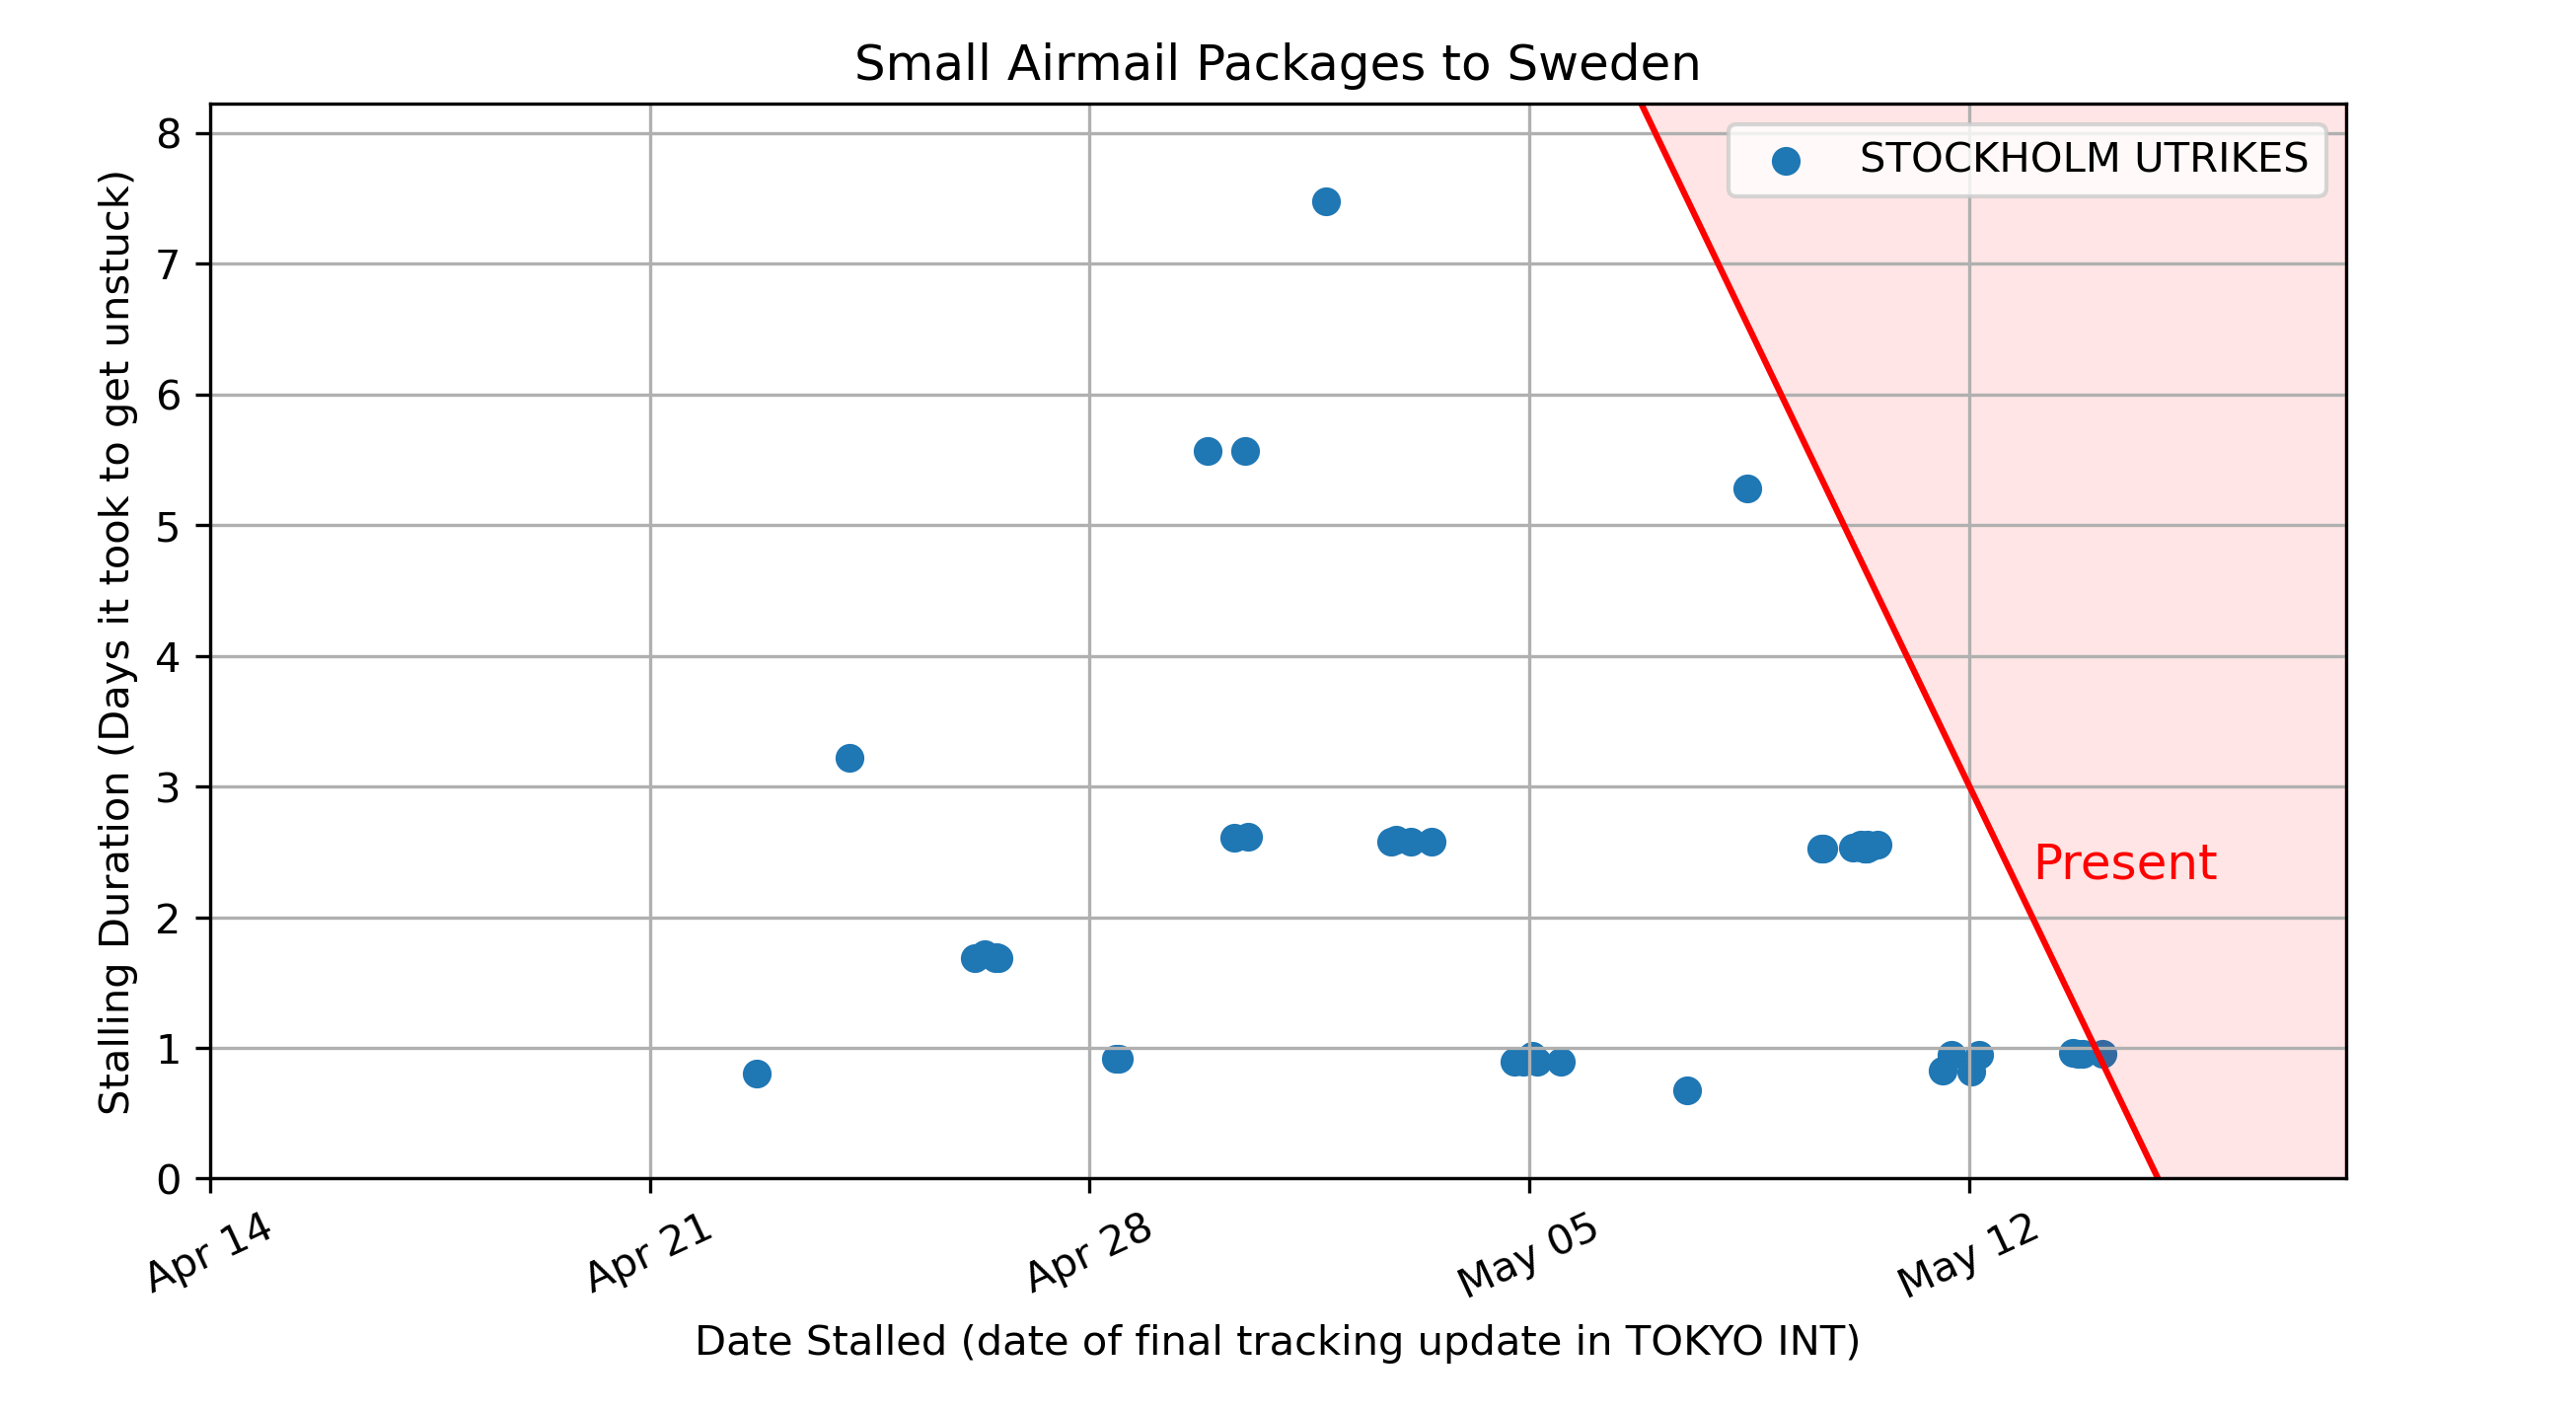 Small Airmail Packages to Sweden
STOCKHOLM UTRIKES
Stalling Duration (Days it took to get unstuck)
8
7
6
5
4
3
2
1
0
Present
Apr 14
Apr 21
Apr 28
May 05
May 12
Date Stalled (date of final tracking update in TOKYO INT)